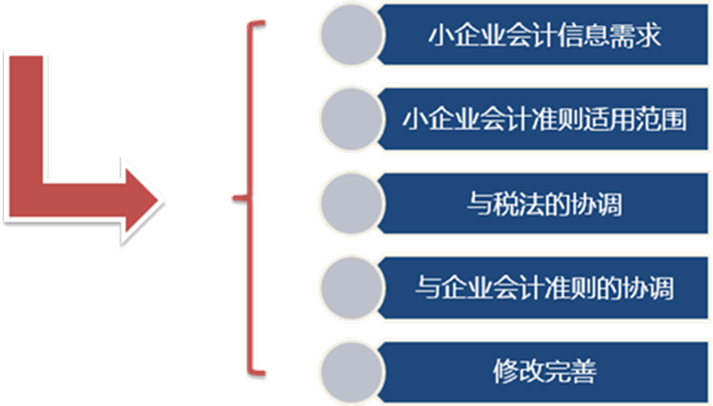 小企业会计信息需求
小企业会计准则适用范围
与税法的协调
与企业会计准则的协调
修改完善